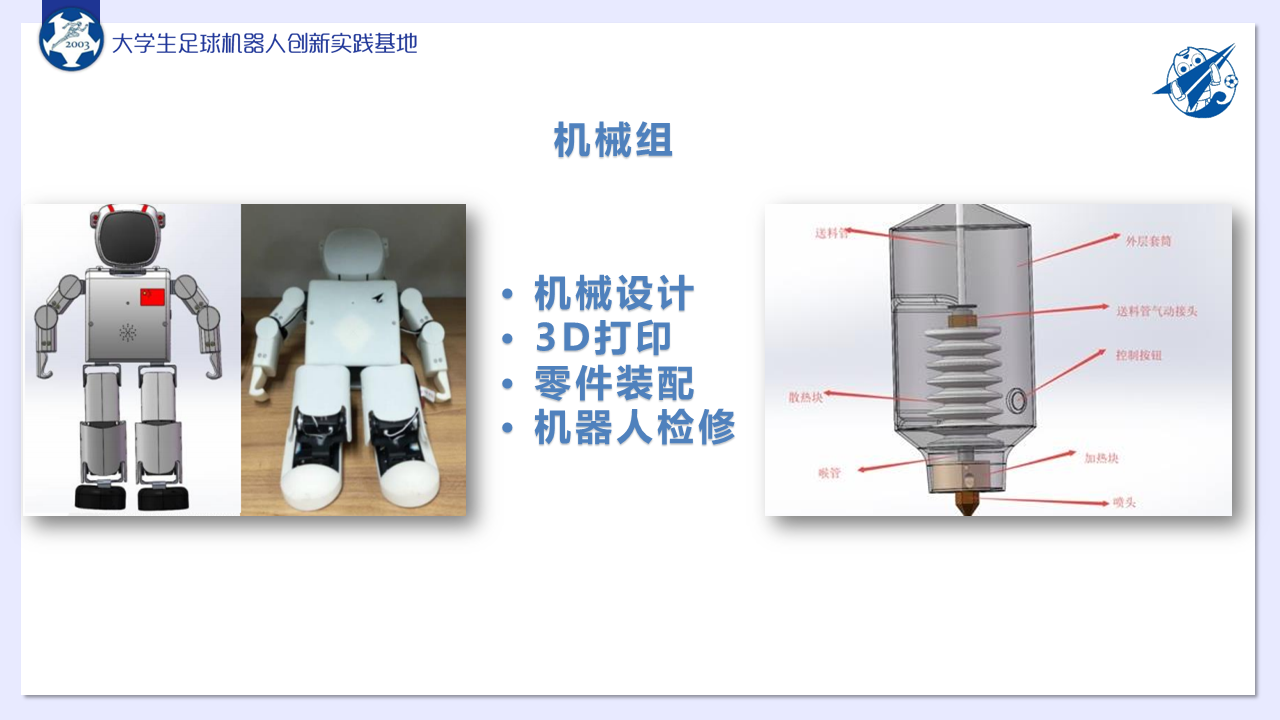 2003
大学生足球机器人创新实践基地
机械组
• 机械设计
• 3D打印
• 零件装配
• 机器人检修
送料管
外层套筒
送料管气动接头
控制按钮
散热块
加热块
喉管
喷头